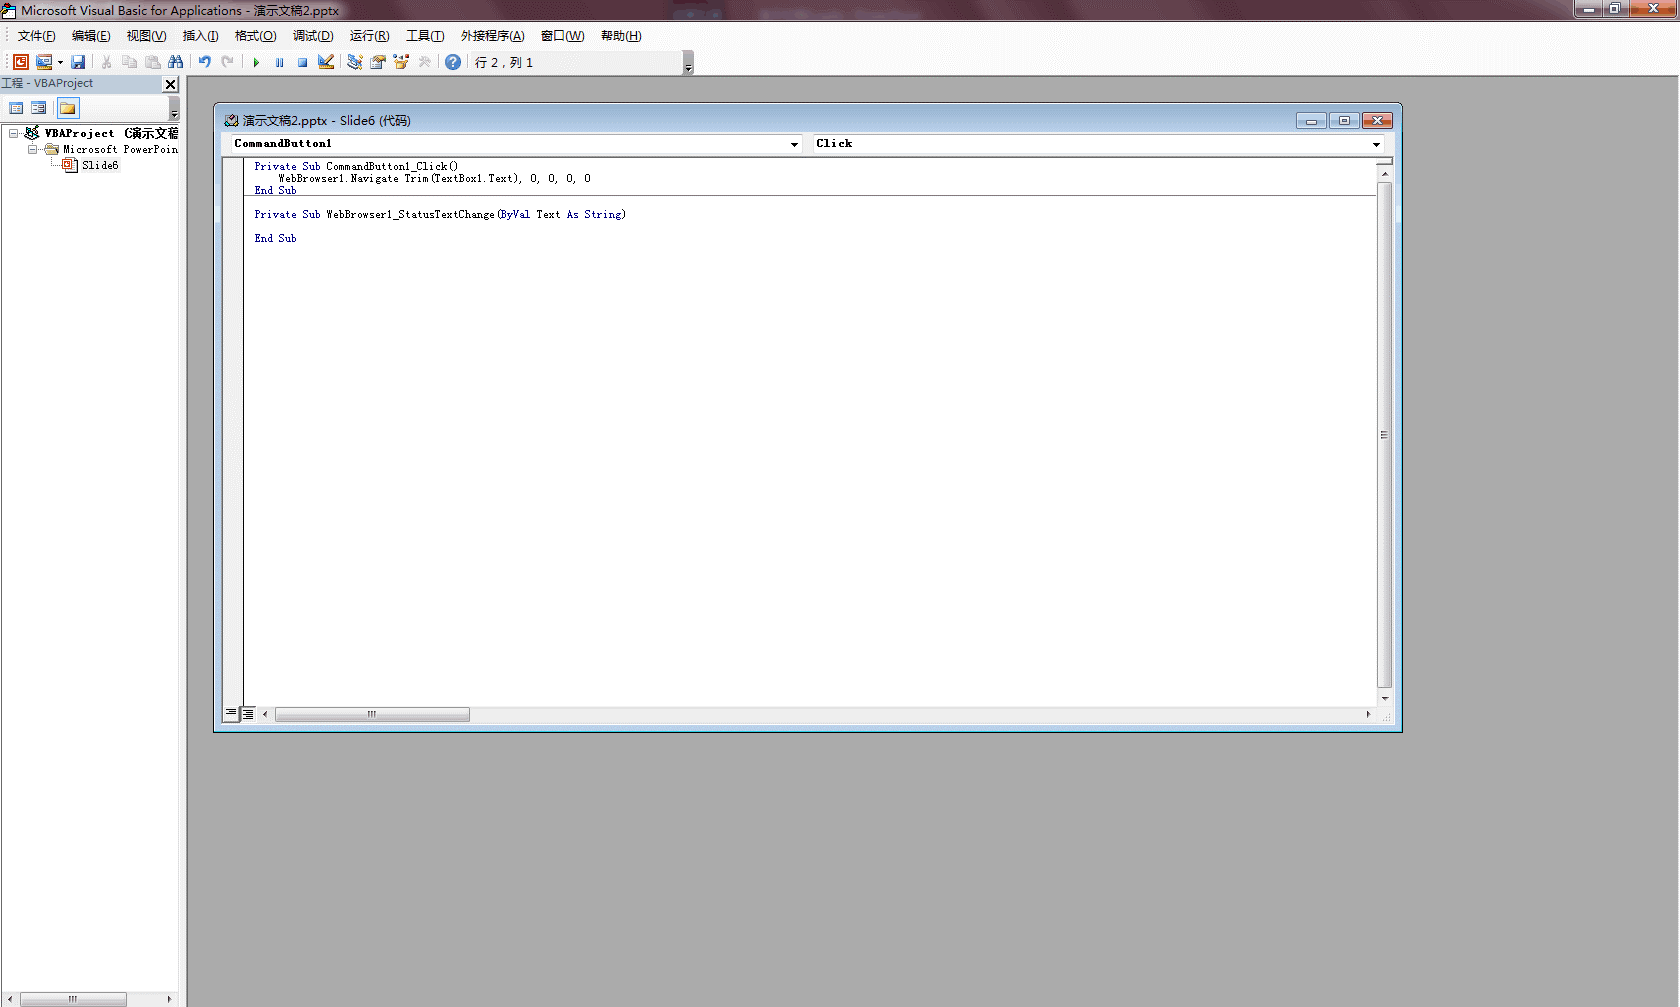 Microsoft Visual Basic for Applications - 演示文稿2.pptx
文件(F) 编辑(E) 视图(V) 插入(I) 格式(O) 调试(D) 运行(R) 工具(T) 外接程序(A) 窗口(W) 帮助(H)
行 2，列 1
工程 - VBAProject
VBAProject (演示文稿
Microsoft PowerPoin
Slide6
演示文稿2.pptx - Slide6 (代码)
CommandButton1 Click
Private Sub CommandButton1_Click()
WebBrowser1.Navigate Trim(TextBox1.Text), 0, 0, 0, 0
End Sub
Private Sub WebBrowser1_StatusTextChange(ByVal Text As String)
End Sub